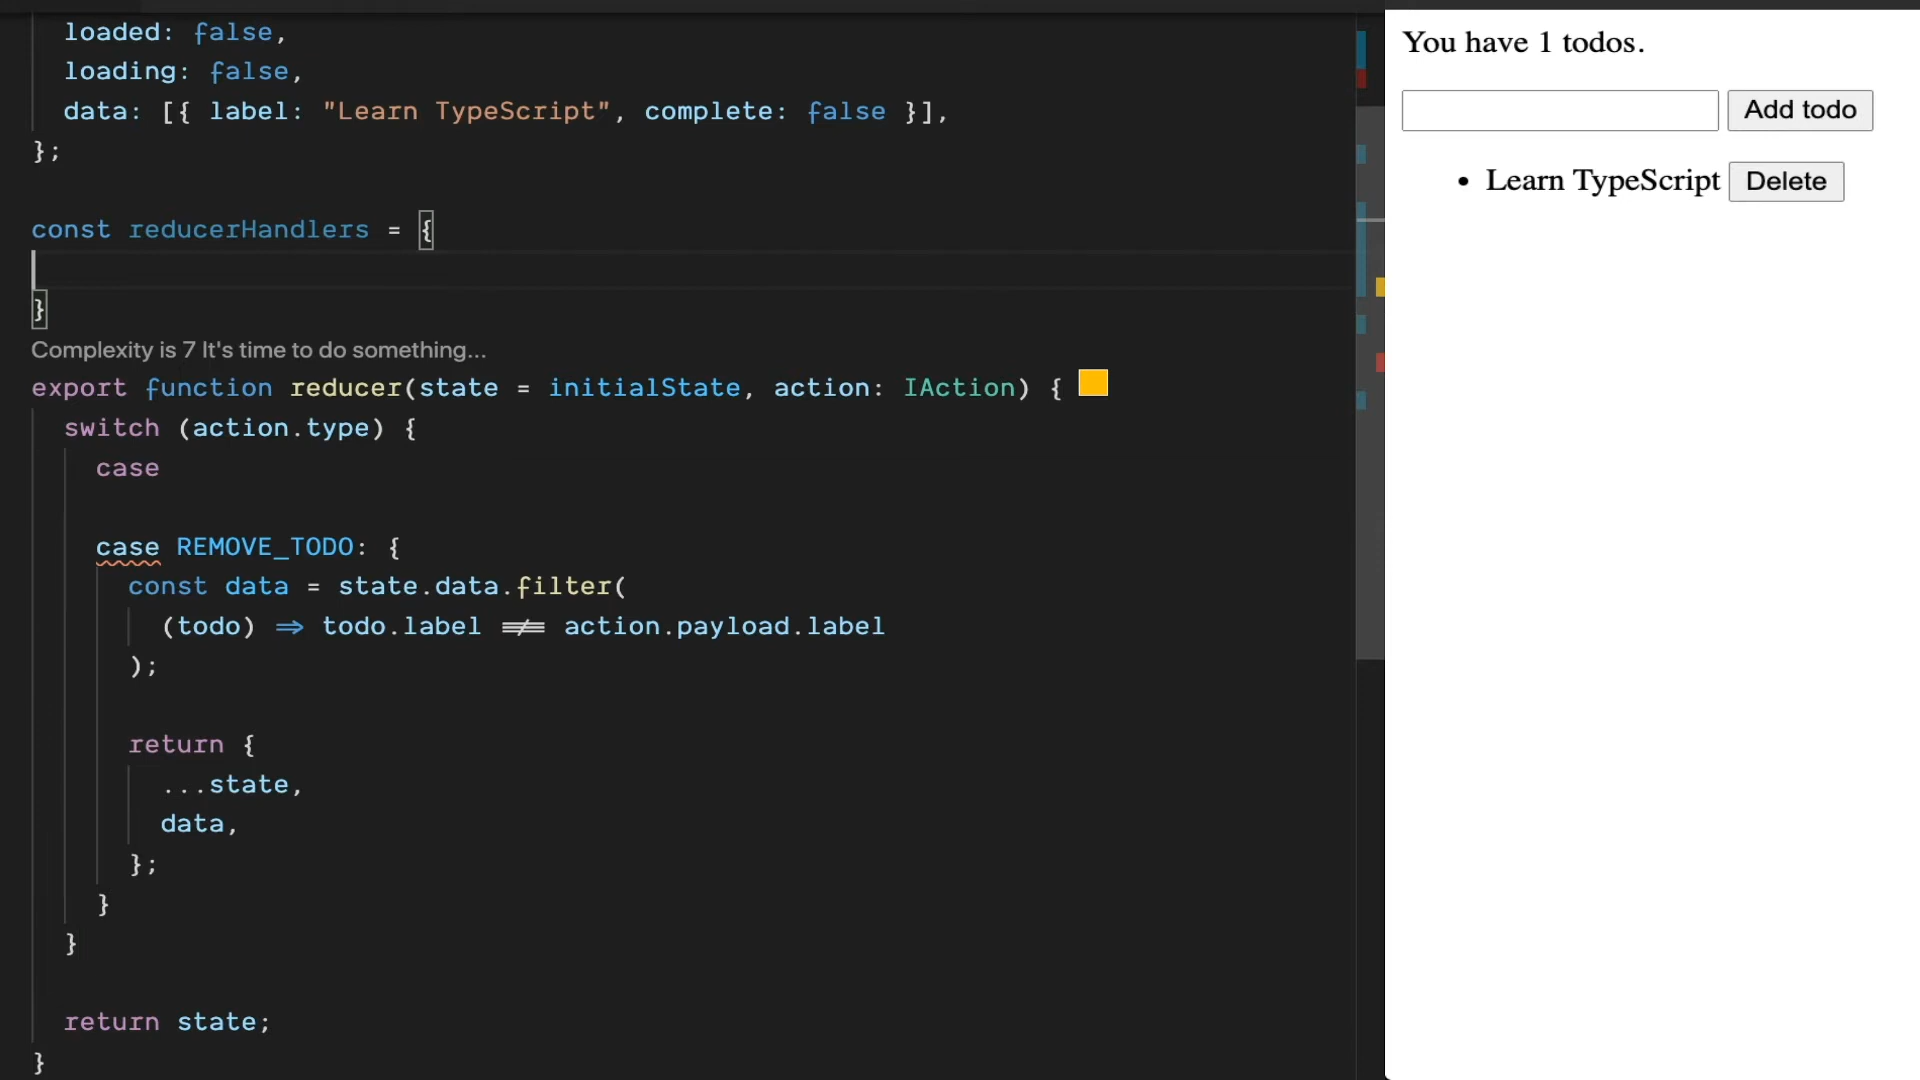 loaded: false,
loading: false,
data: [{ label: "Learn TypeScript", complete: false }],
};
const reducerHandlers = {
}
Complexity is 7 It's time to do something...
export function reducer(state = initialState, action: IAction) {
switch (action.type) {
case
case REMOVE_TODO: {
const data = state.data.filter(
(todo) => todo.label !== action.payload.label
);
return {
...state,
data,
};
}
}
return state;
}
You have 1 todos.
Add todo
• Learn TypeScript Delete